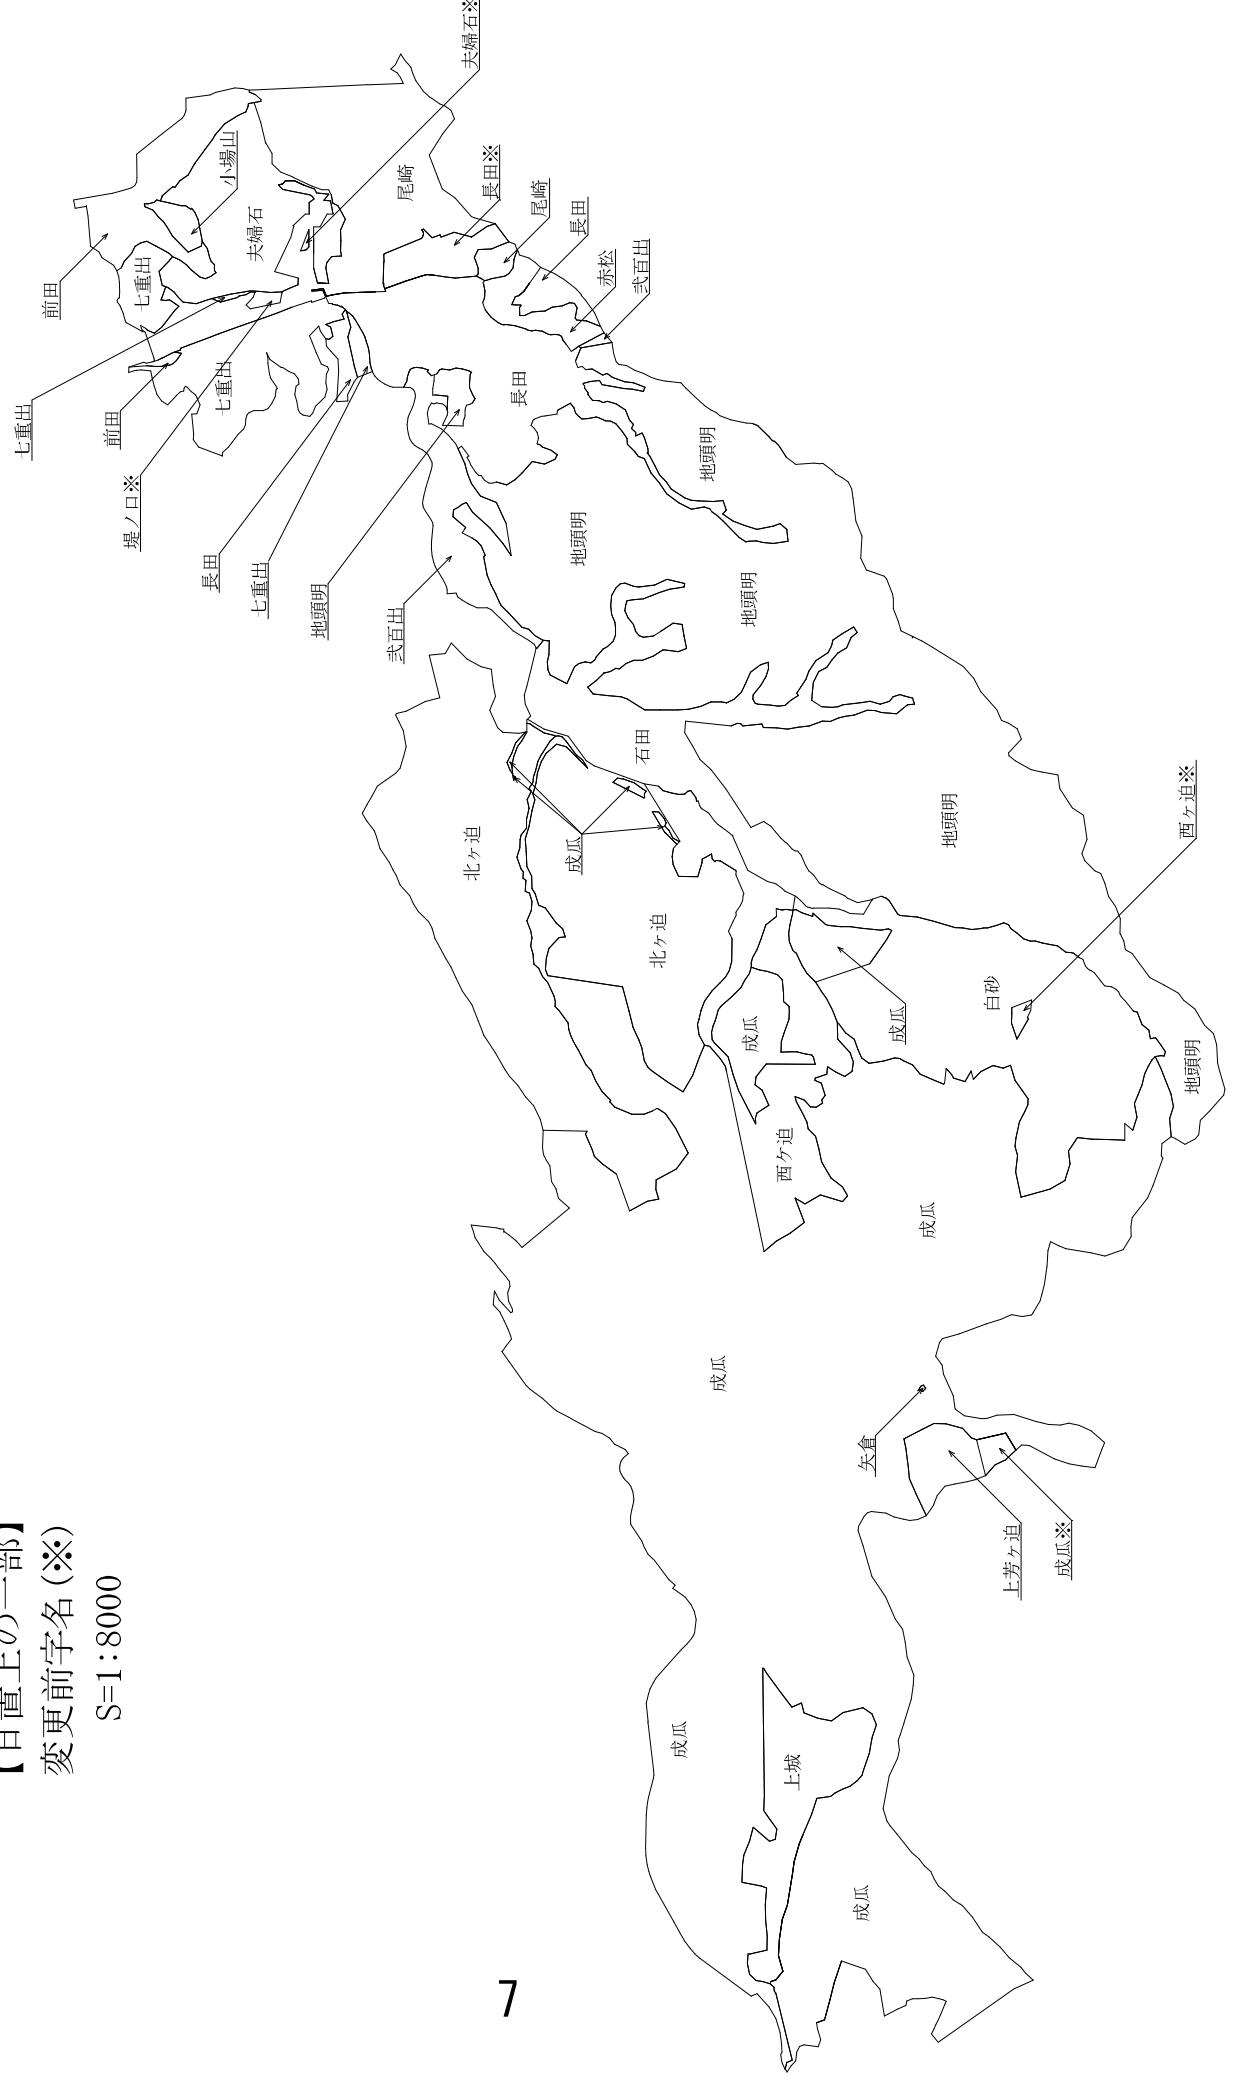 【日直上の一部】
変更前字名(※)
S=1:8000
夫婦石※
小場山
前田
七重出
夫婦石
尾崎
長田※
尾崎
長田
赤松
弐百出
七重出
前田
堤ノ口※
七重出
長田
七重出
地頭明
弐百出
長田
地頭明
地頭明
地頭明
石田
北ヶ迫
成瓜
北ヶ迫
地頭明
西ヶ迫※
白砂
成瓜
成瓜
地頭明
西ケ迫
成瓜
成瓜
矢倉
上芳ヶ迫
成瓜※
成瓜
上城
成瓜
7